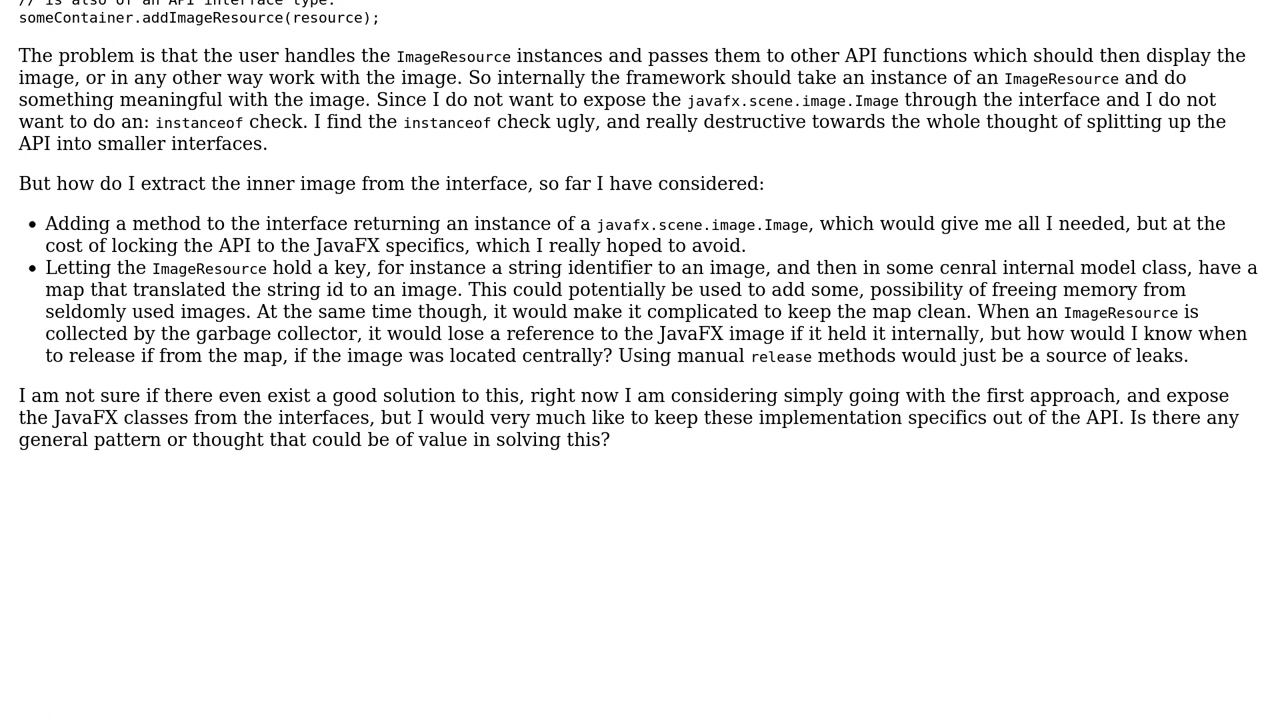 // is also of an API interface type.
someContainer.addImageResource(resource);
The problem is that the user handles the ImageResource instances and passes them to other API functions which should then display the
image, or in any other way work with the image. So internally the framework should take an instance of an ImageResource and do
something meaningful with the image. Since I do not want to expose the javafx.scene.image.Image through the interface and I do not
want to do an: instanceof check. I find the instanceof check ugly, and really destructive towards the whole thought of splitting up the
API into smaller interfaces.
But how do I extract the inner image from the interface, so far I have considered:
• Adding a method to the interface returning an instance of a javafx.scene.image.Image, which would give me all I needed, but at the
cost of locking the API to the JavaFX specifics, which I really hoped to avoid.
• Letting the ImageResource hold a key, for instance a string identifier to an image, and then in some cenral internal model class, have a
map that translated the string id to an image. This could potentially be used to add some, possibility of freeing memory from
seldomly used images. At the same time though, it would make it complicated to keep the map clean. When an ImageResource is
collected by the garbage collector, it would lose a reference to the JavaFX image if it held it internally, but how would I know when
to release if from the map, if the image was located centrally? Using manual release methods would just be a source of leaks.
I am not sure if there even exist a good solution to this, right now I am considering simply going with the first approach, and expose
the JavaFX classes from the interfaces, but I would very much like to keep these implementation specifics out of the API. Is there any
general pattern or thought that could be of value in solving this?